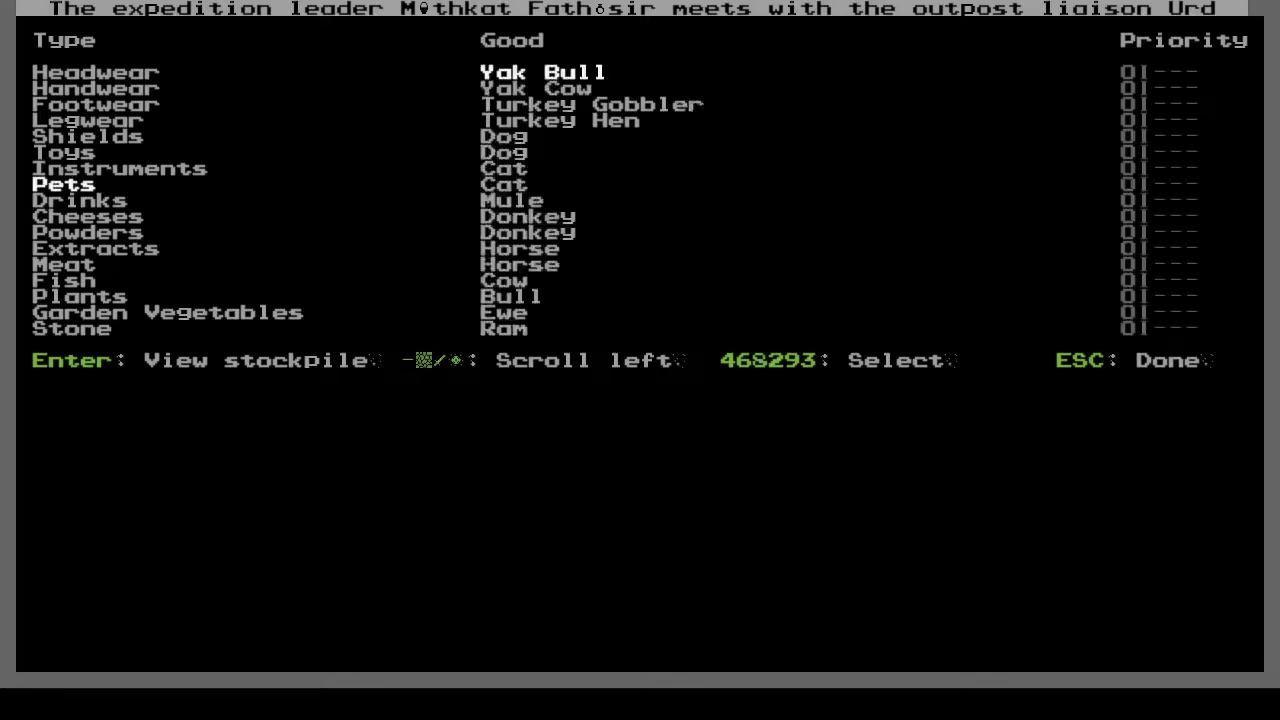 The expedition leader M thkat Fath sir meets with the outpost liaison Urd
Type Good Priority
Headwear Yak Bull 0|---
Handwear Yak Cow 0|---
Footwear Turkey Gobbler 0|---
Legwear Turkey Hen 0|---
Shields Dog 0|---
Toys Dog 0|---
Instruments Cat 0|---
Pets Cat 0|---
Drinks Mule 0|---
Cheeses Donkey 0|---
Powders Donkey 0|---
Extracts Horse 0|---
Meat Horse 0|---
Fish Cow 0|---
Plants Bull 0|---
Garden Vegetables Ewe 0|---
Stone Ram 0|---
Enter: View stockpile -▒/*: Scroll left 468293: Select ESC: Done